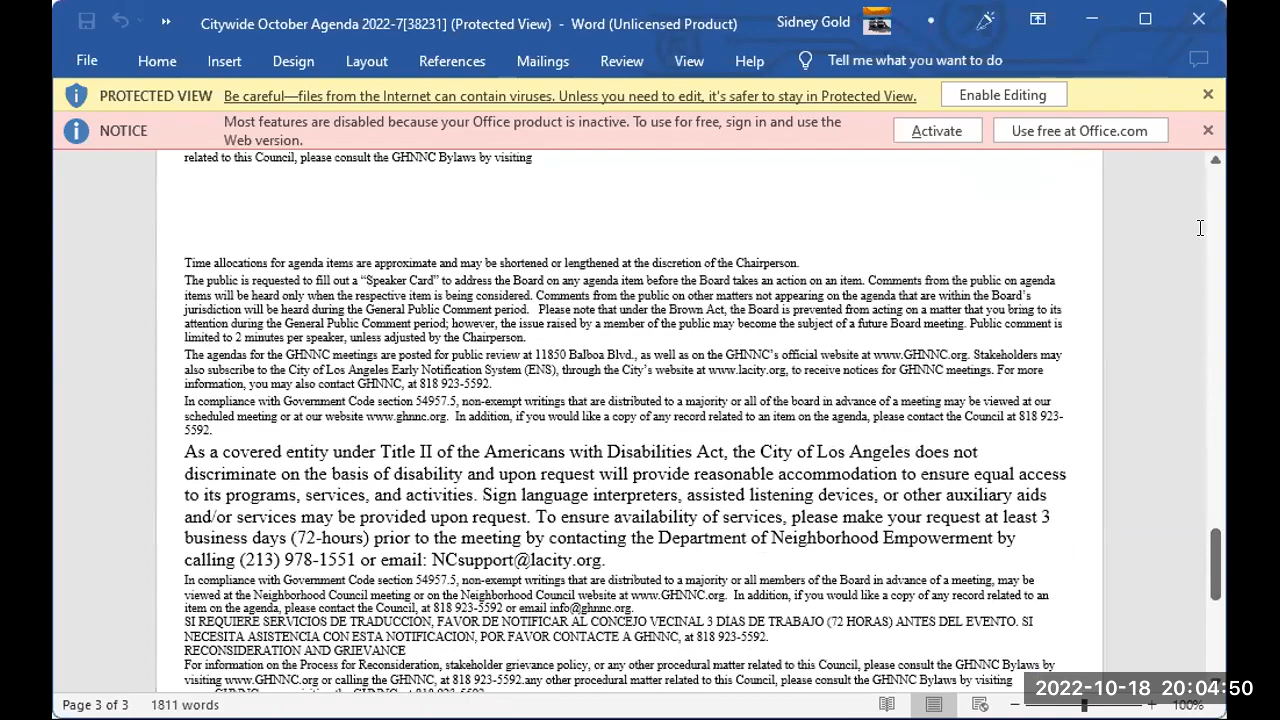 Citywide October Agenda 2022-7[38231] (Protected View) - Word (Unlicensed Product)
Sidney Gold
File Home Insert Design Layout References Mailings Review View Help Tell me what you want to do
PROTECTED VIEW Be careful—files from the Internet can contain viruses. Unless you need to edit, it's safer to stay in Protected View. Enable Editing
NOTICE Most features are disabled because your Office product is inactive. To use for free, sign in and use the
Web version.
Activate Use free at Office.com
related to this Council, please consult the GHNNC Bylaws by visiting
Time allocations for agenda items are approximate and may be shortened or lengthened at the discretion of the Chairperson.
The public is requested to fill out a “Speaker Card” to address the Board on any agenda item before the Board takes an action on an item. Comments from the public on agenda
items will be heard only when the respective item is being considered. Comments from the public on other matters not appearing on the agenda that are within the Board’s
jurisdiction will be heard during the General Public Comment period. Please note that under the Brown Act, the Board is prevented from acting on a matter that you bring to its
attention during the General Public Comment period; however, the issue raised by a member of the public may become the subject of a future Board meeting. Public comment is
limited to 2 minutes per speaker, unless adjusted by the Chairperson.
The agendas for the GHNNC meetings are posted for public review at 11850 Balboa Blvd., as well as on the GHNNC’s official website at www.GHNNC.org. Stakeholders may
also subscribe to the City of Los Angeles Early Notification System (ENS), through the City’s website at www.lacity.org, to receive notices for GHNNC meetings. For more
information, you may also contact GHNNC, at 818 923-5592.
In compliance with Government Code section 54957.5, non-exempt writings that are distributed to a majority or all of the board in advance of a meeting may be viewed at our
scheduled meeting or at our website www.ghnnc.org. In addition, if you would like a copy of any record related to an item on the agenda, please contact the Council at 818 923-
5592.
As a covered entity under Title II of the Americans with Disabilities Act, the City of Los Angeles does not
discriminate on the basis of disability and upon request will provide reasonable accommodation to ensure equal access
to its programs, services, and activities. Sign language interpreters, assisted listening devices, or other auxiliary aids
and/or services may be provided upon request. To ensure availability of services, please make your request at least 3
business days (72-hours) prior to the meeting by contacting the Department of Neighborhood Empowerment by
calling (213) 978-1551 or email: NCsupport@lacity.org.
In compliance with Government Code section 54957.5, non-exempt writings that are distributed to a majority or all members of the Board in advance of a meeting, may be
viewed at the Neighborhood Council meeting or on the Neighborhood Council website at www.GHNNC.org. In addition, if you would like a copy of any record related to an
item on the agenda, please contact the Council, at 818 923-5592 or email info@ghnnc.org.
SI REQUIERE SERVICIOS DE TRADUCCION, FAVOR DE NOTIFICAR AL CONCEJO VECINAL 3 DIAS DE TRABAJO (72 HORAS) ANTES DEL EVENTO. SI
NECESITA ASISTENCIA CON ESTA NOTIFICACION, POR FAVOR CONTACTE A GHNNC, at 818 923-5592.
RECONSIDERATION AND GRIEVANCE
For information on the Process for Reconsideration, stakeholder grievance policy, or any other procedural matter related to this Council, please consult the GHNNC Bylaws by
visiting www.GHNNC.org or calling the GHNNC, at 818 923-5592.any other procedural matter related to this Council, please consult the GHNNC Bylaws by visiting
2022-10-18 20:04:50
Page 3 of 3 1811 words 100%